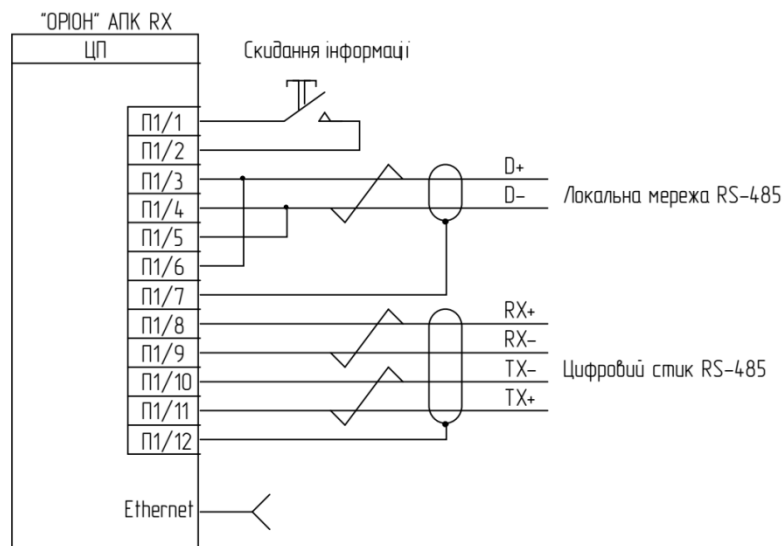 "ОРІОН" АПК RX
ЦП
Скидання інформації
П1/1
П1/2
П1/3
D+
П1/4
D-
Локальна мережа RS-485
П1/5
П1/6
П1/7
П1/8
RX+
П1/9
RX-
П1/10
TX-
Цифровий стик RS-485
П1/11
TX+
П1/12
Ethernet